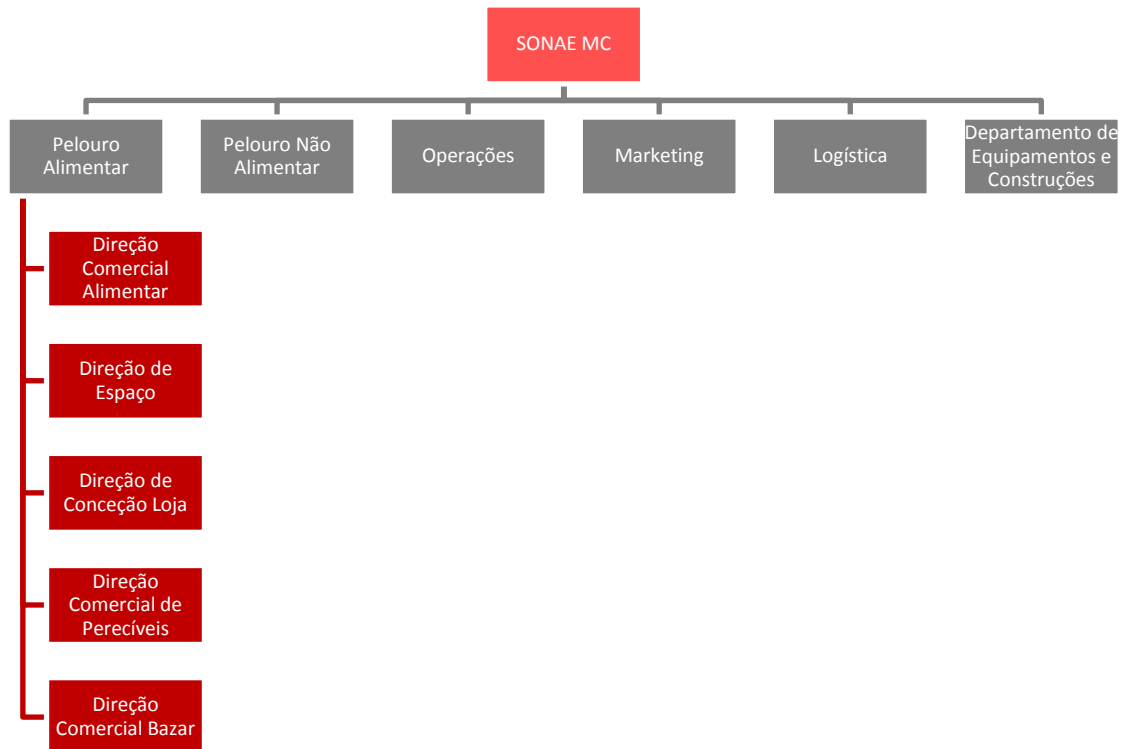 SONAE MC
Pelouro
Alimentar
Pelouro Não
Alimentar
Operações
Marketing
Logística
Departamento de
Equipamentos e
Construções
Direção
Comercial
Alimentar
Direção de
Espaço
Direção de
Conceção Loja
Direção
Comercial de
Perecíveis
Direção
Comercial Bazar